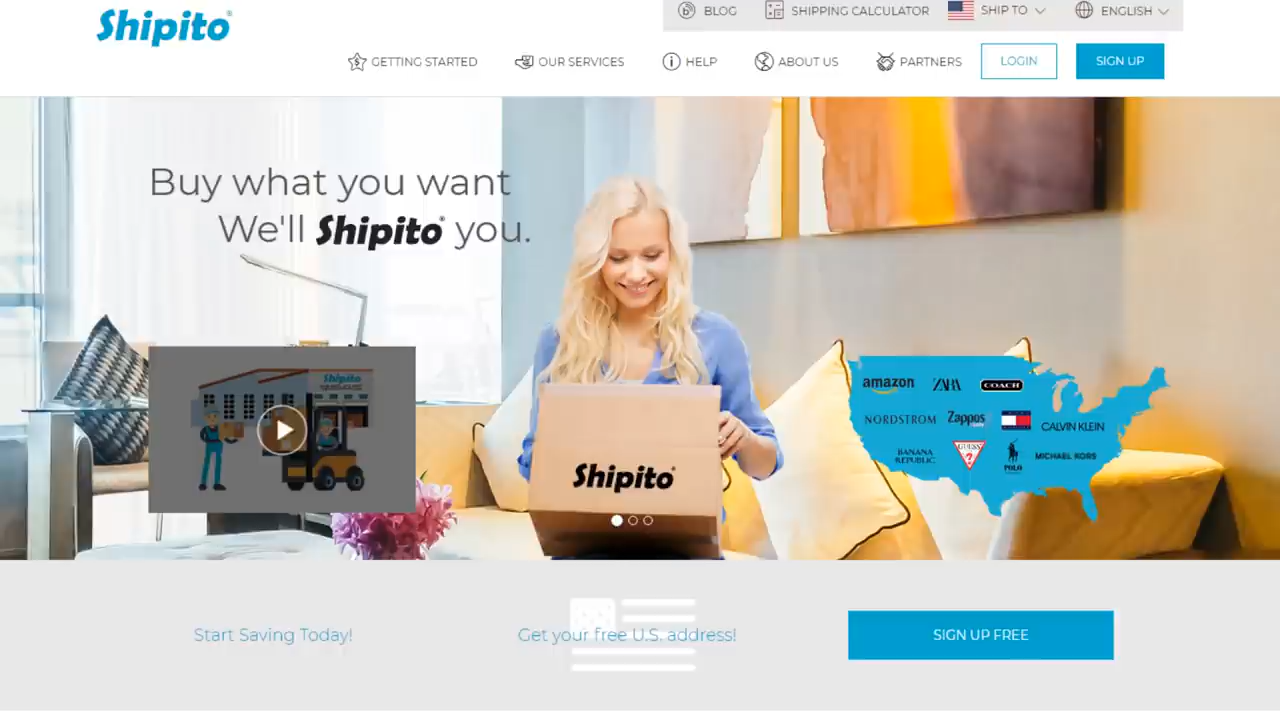 Shipito®
BLOG
SHIPPING CALCULATOR
SHIP TO
ENGLISH
GETTING STARTED
OUR SERVICES
HELP
ABOUT US
PARTNERS
LOGIN
SIGN UP
Buy what you want
We'll Shipito® you.
Shipito
Shipito®
amazon
ZARA
COACH
NORDSTROM
Zappos
CALVIN KLEIN
BANANA
REPUBLIC
GUESS
?
POLO
MICHAEL KORS
Start Saving Today!
Get your free U.S. address!
SIGN UP FREE